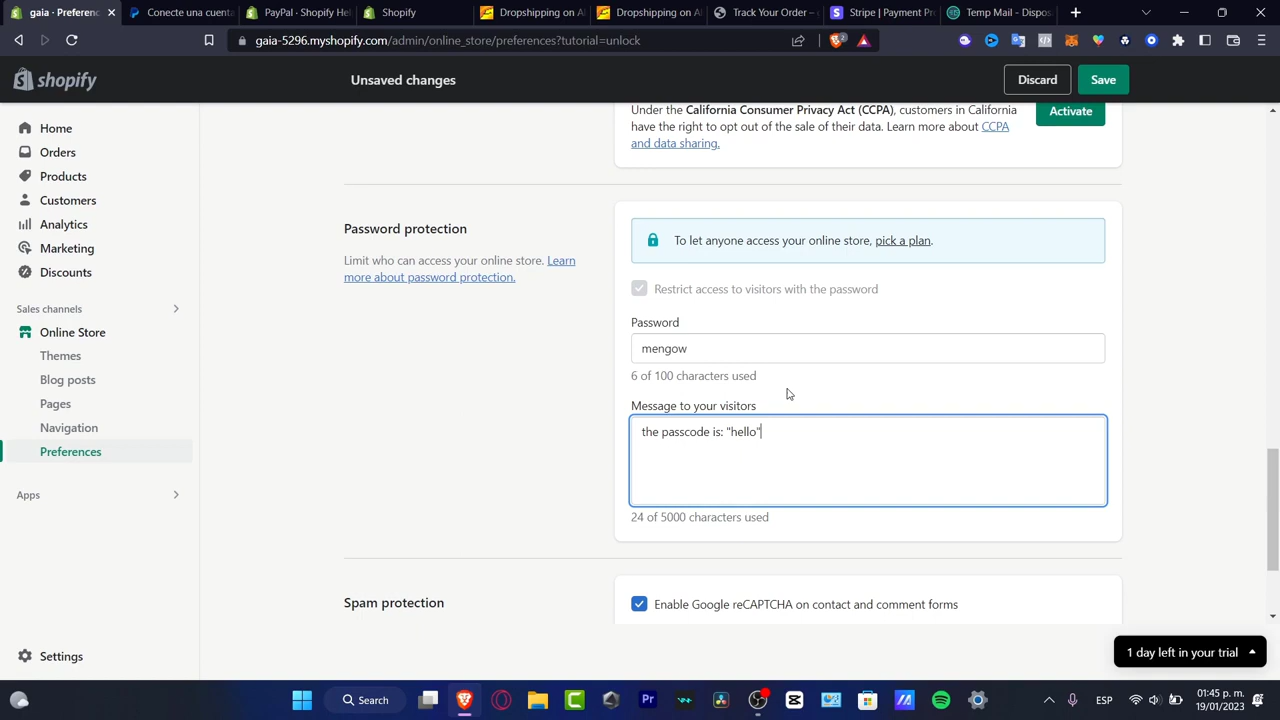 gaia - Preferenc
Conecte una cuenta
PayPal · Shopify He
Shopify
Dropshipping on Al
Dropshipping on Al
Track Your Order –
Stripe | Payment Pr
Temp Mail - Dispos
gaia-5296.myshopify.com/admin/online_store/preferences?tutorial=unlock
2
shopify
Unsaved changes
Discard
Save
Home
Orders
Products
Customers
Analytics
Marketing
Discounts
Sales channels
Online Store
Themes
Blog posts
Pages
Navigation
Preferences
Apps
Settings
Under the California Consumer Privacy Act (CCPA), customers in California
have the right to opt out of the sale of their data. Learn more about CCPA
and data sharing.
Activate
Password protection
Limit who can access your online store. Learn
more about password protection.
To let anyone access your online store, pick a plan.
Restrict access to visitors with the password
Password
mengow
6 of 100 characters used
Message to your visitors
the passcode is: "hello"
24 of 5000 characters used
Spam protection
Enable Google reCAPTCHA on contact and comment forms
1 day left in your trial
Search
Pr
ESP
01:45 p. m.
19/01/2023